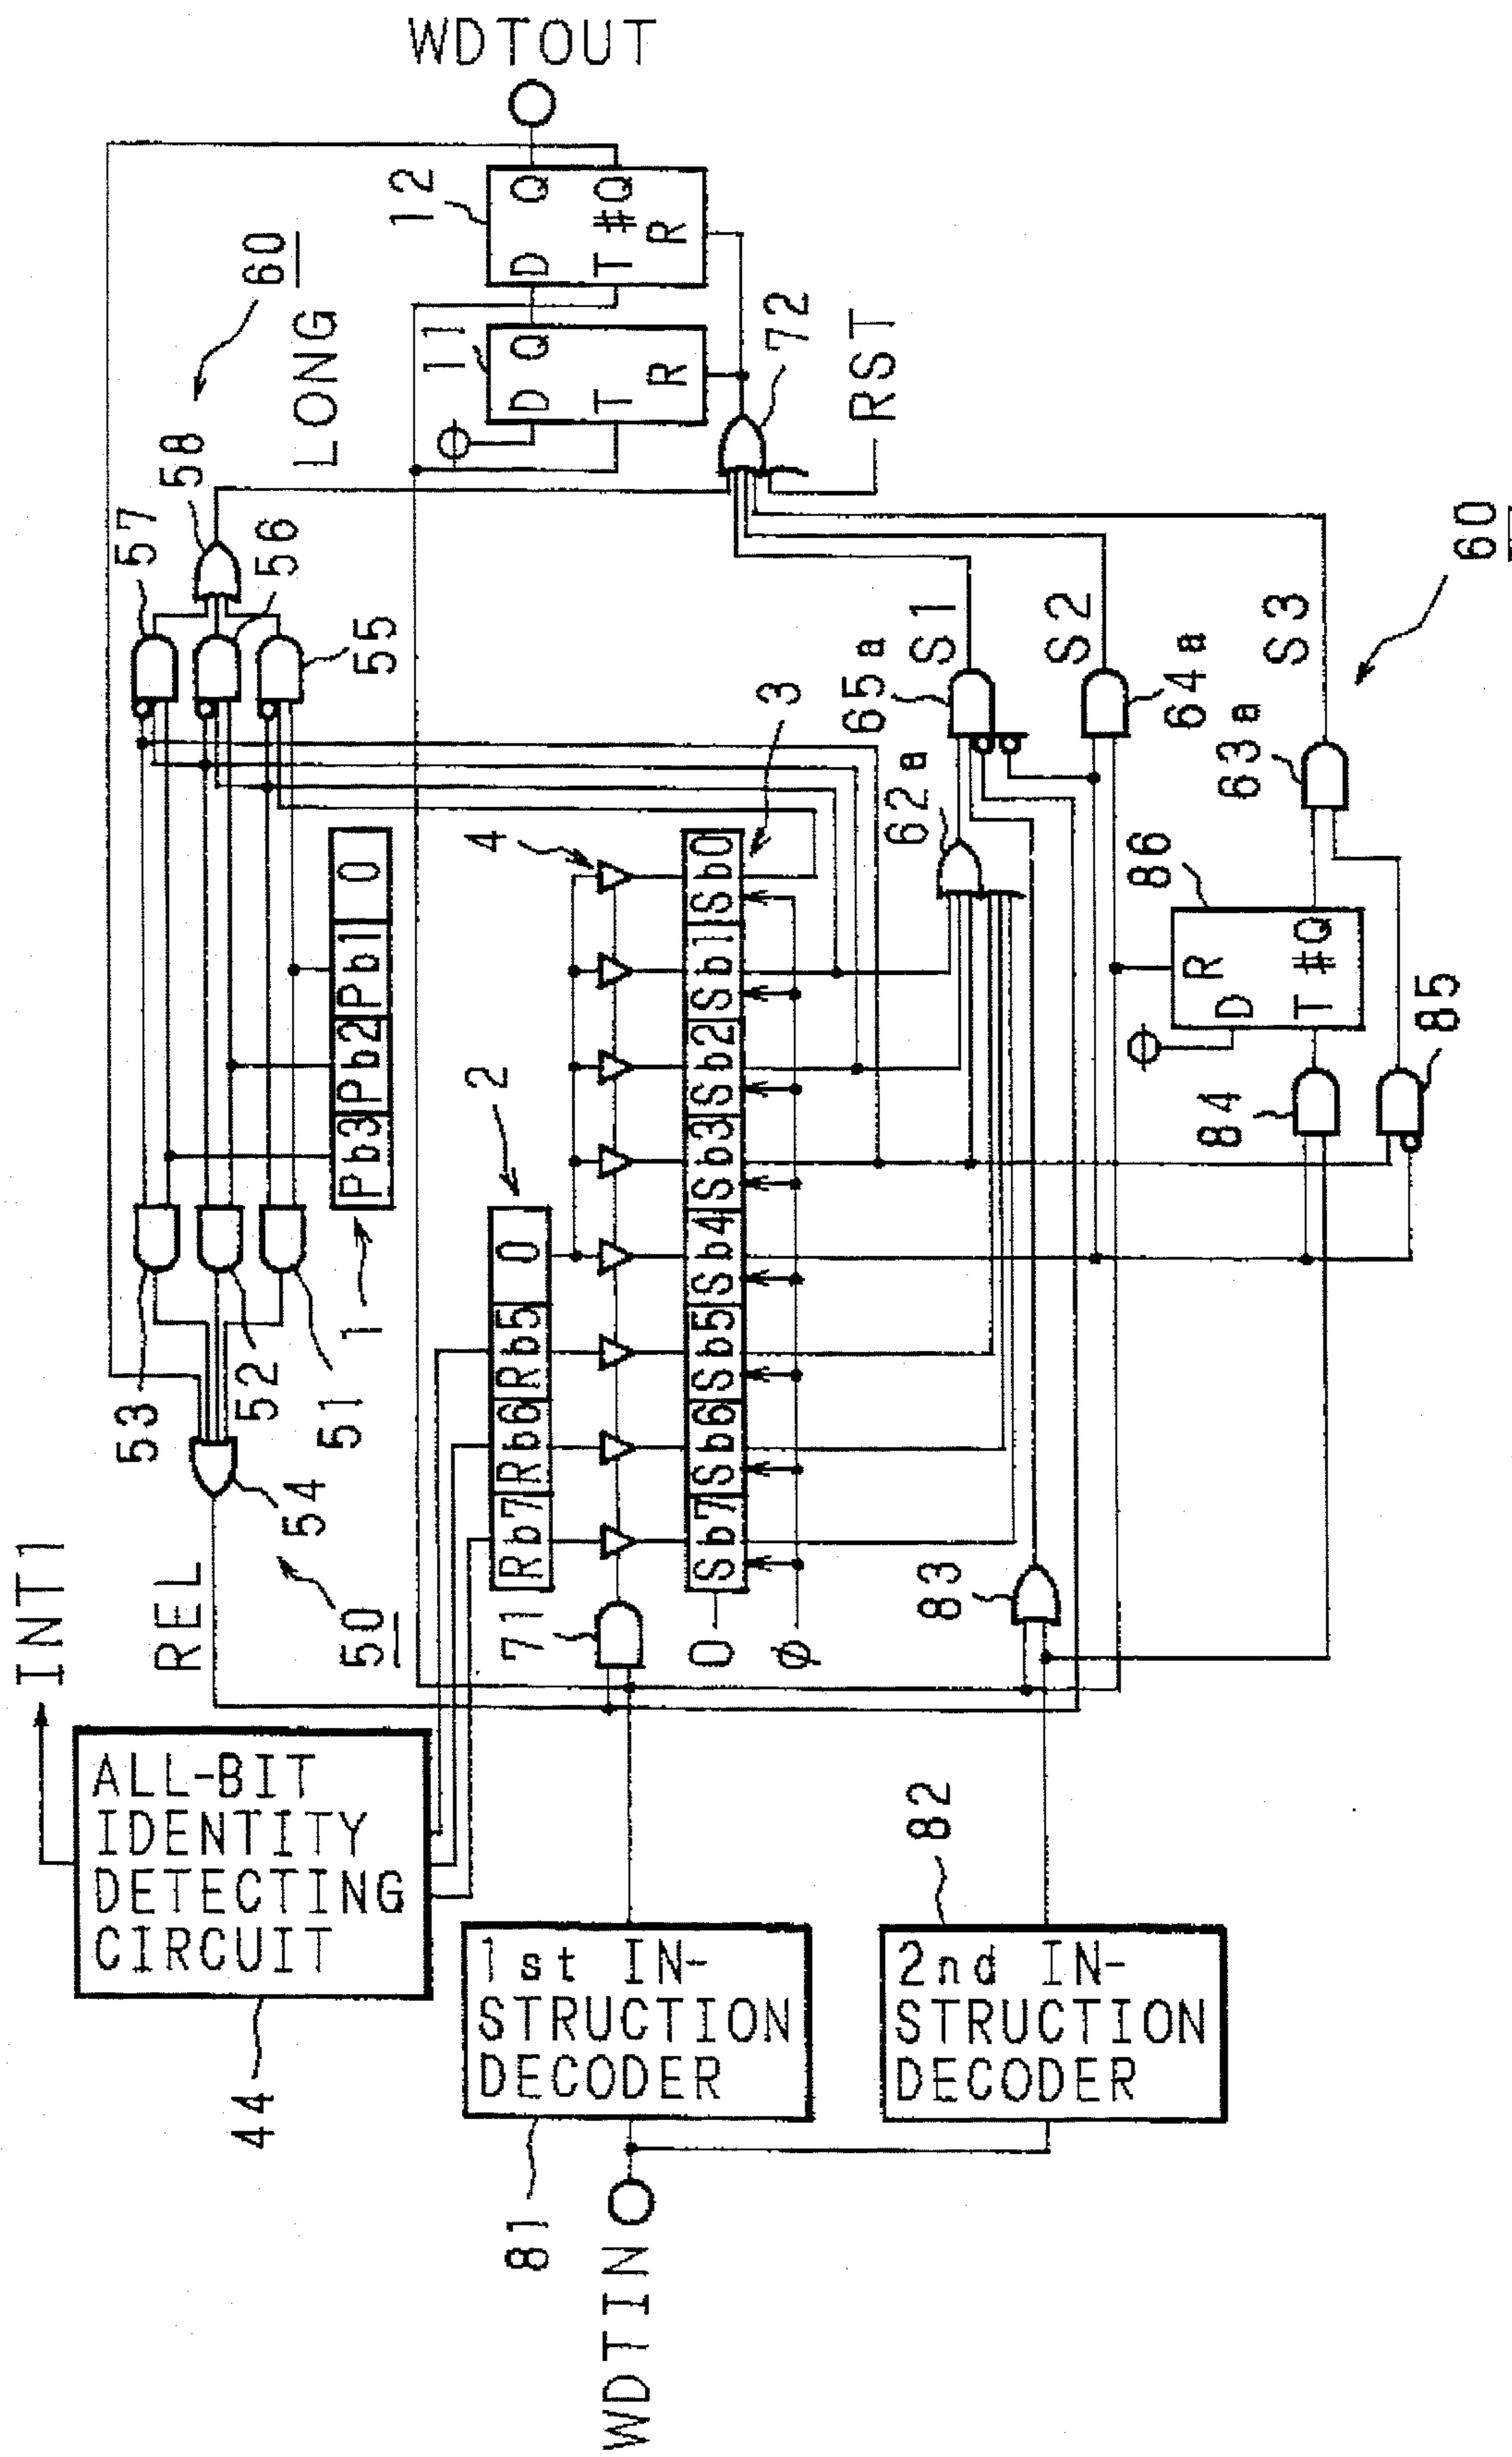 INT1
ALL-BIT
IDENTITY
DETECTING
CIRCUIT
44
REL
50
54
53
52
51
1
Pb3 Pb2 Pb1 0
57
58
56
55
60
LONG
WDTOUT
12
D Q
T #Q
R
11
D Q
T
R
72
RST
2
Rb7 Rb6 Rb5 0
4
71
3
Sb7 Sb6 Sb5 Sb4 Sb3 Sb2 Sb1 Sb0
0
φ
WDTIN
81
1st IN-
STRUCTION
DECODER
82
2nd IN-
STRUCTION
DECODER
83
62a
65a
S1
S2
64a
63a
S3
60
84
85
86
R
D
T #Q